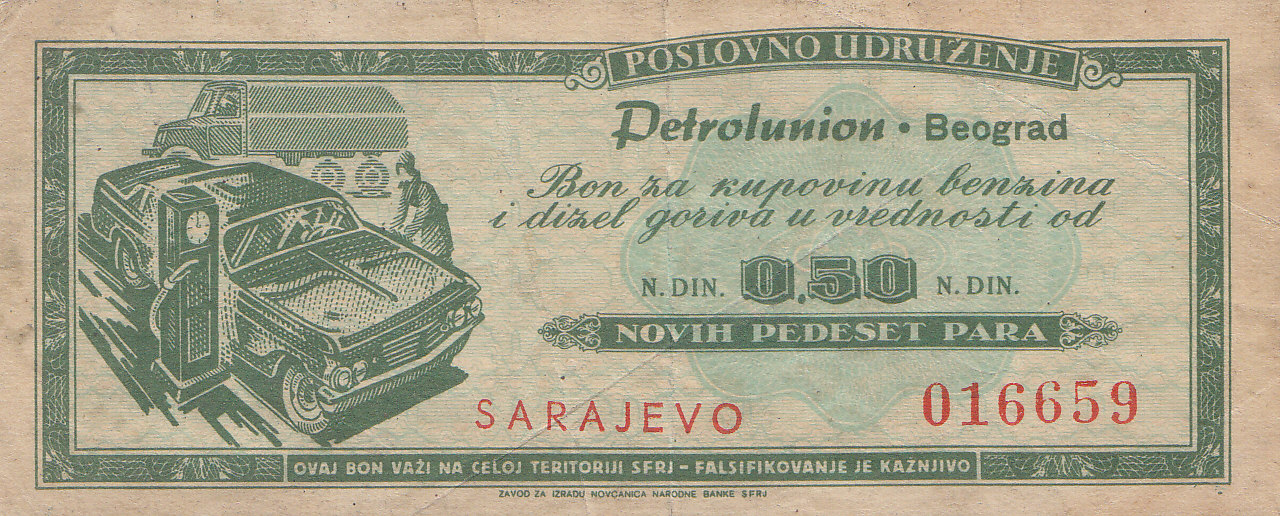 POSLOVNO UDRUŽENJE
Petrolunion • Beograd
Bon za kupovinu benzina
i dizel goriva u vrednosti od
N. DIN. 0,50 N. DIN.
NOVIH PEDESET PARA
SARAJEVO 016659
OVAJ BON VAŽI NA CELOJ TERITORIJI SFRJ – FALSIFIKOVANJE JE KAŽNJIVO
ZAVOD ZA IZRADU NOVČANICA NARODNE BANKE SFRJ